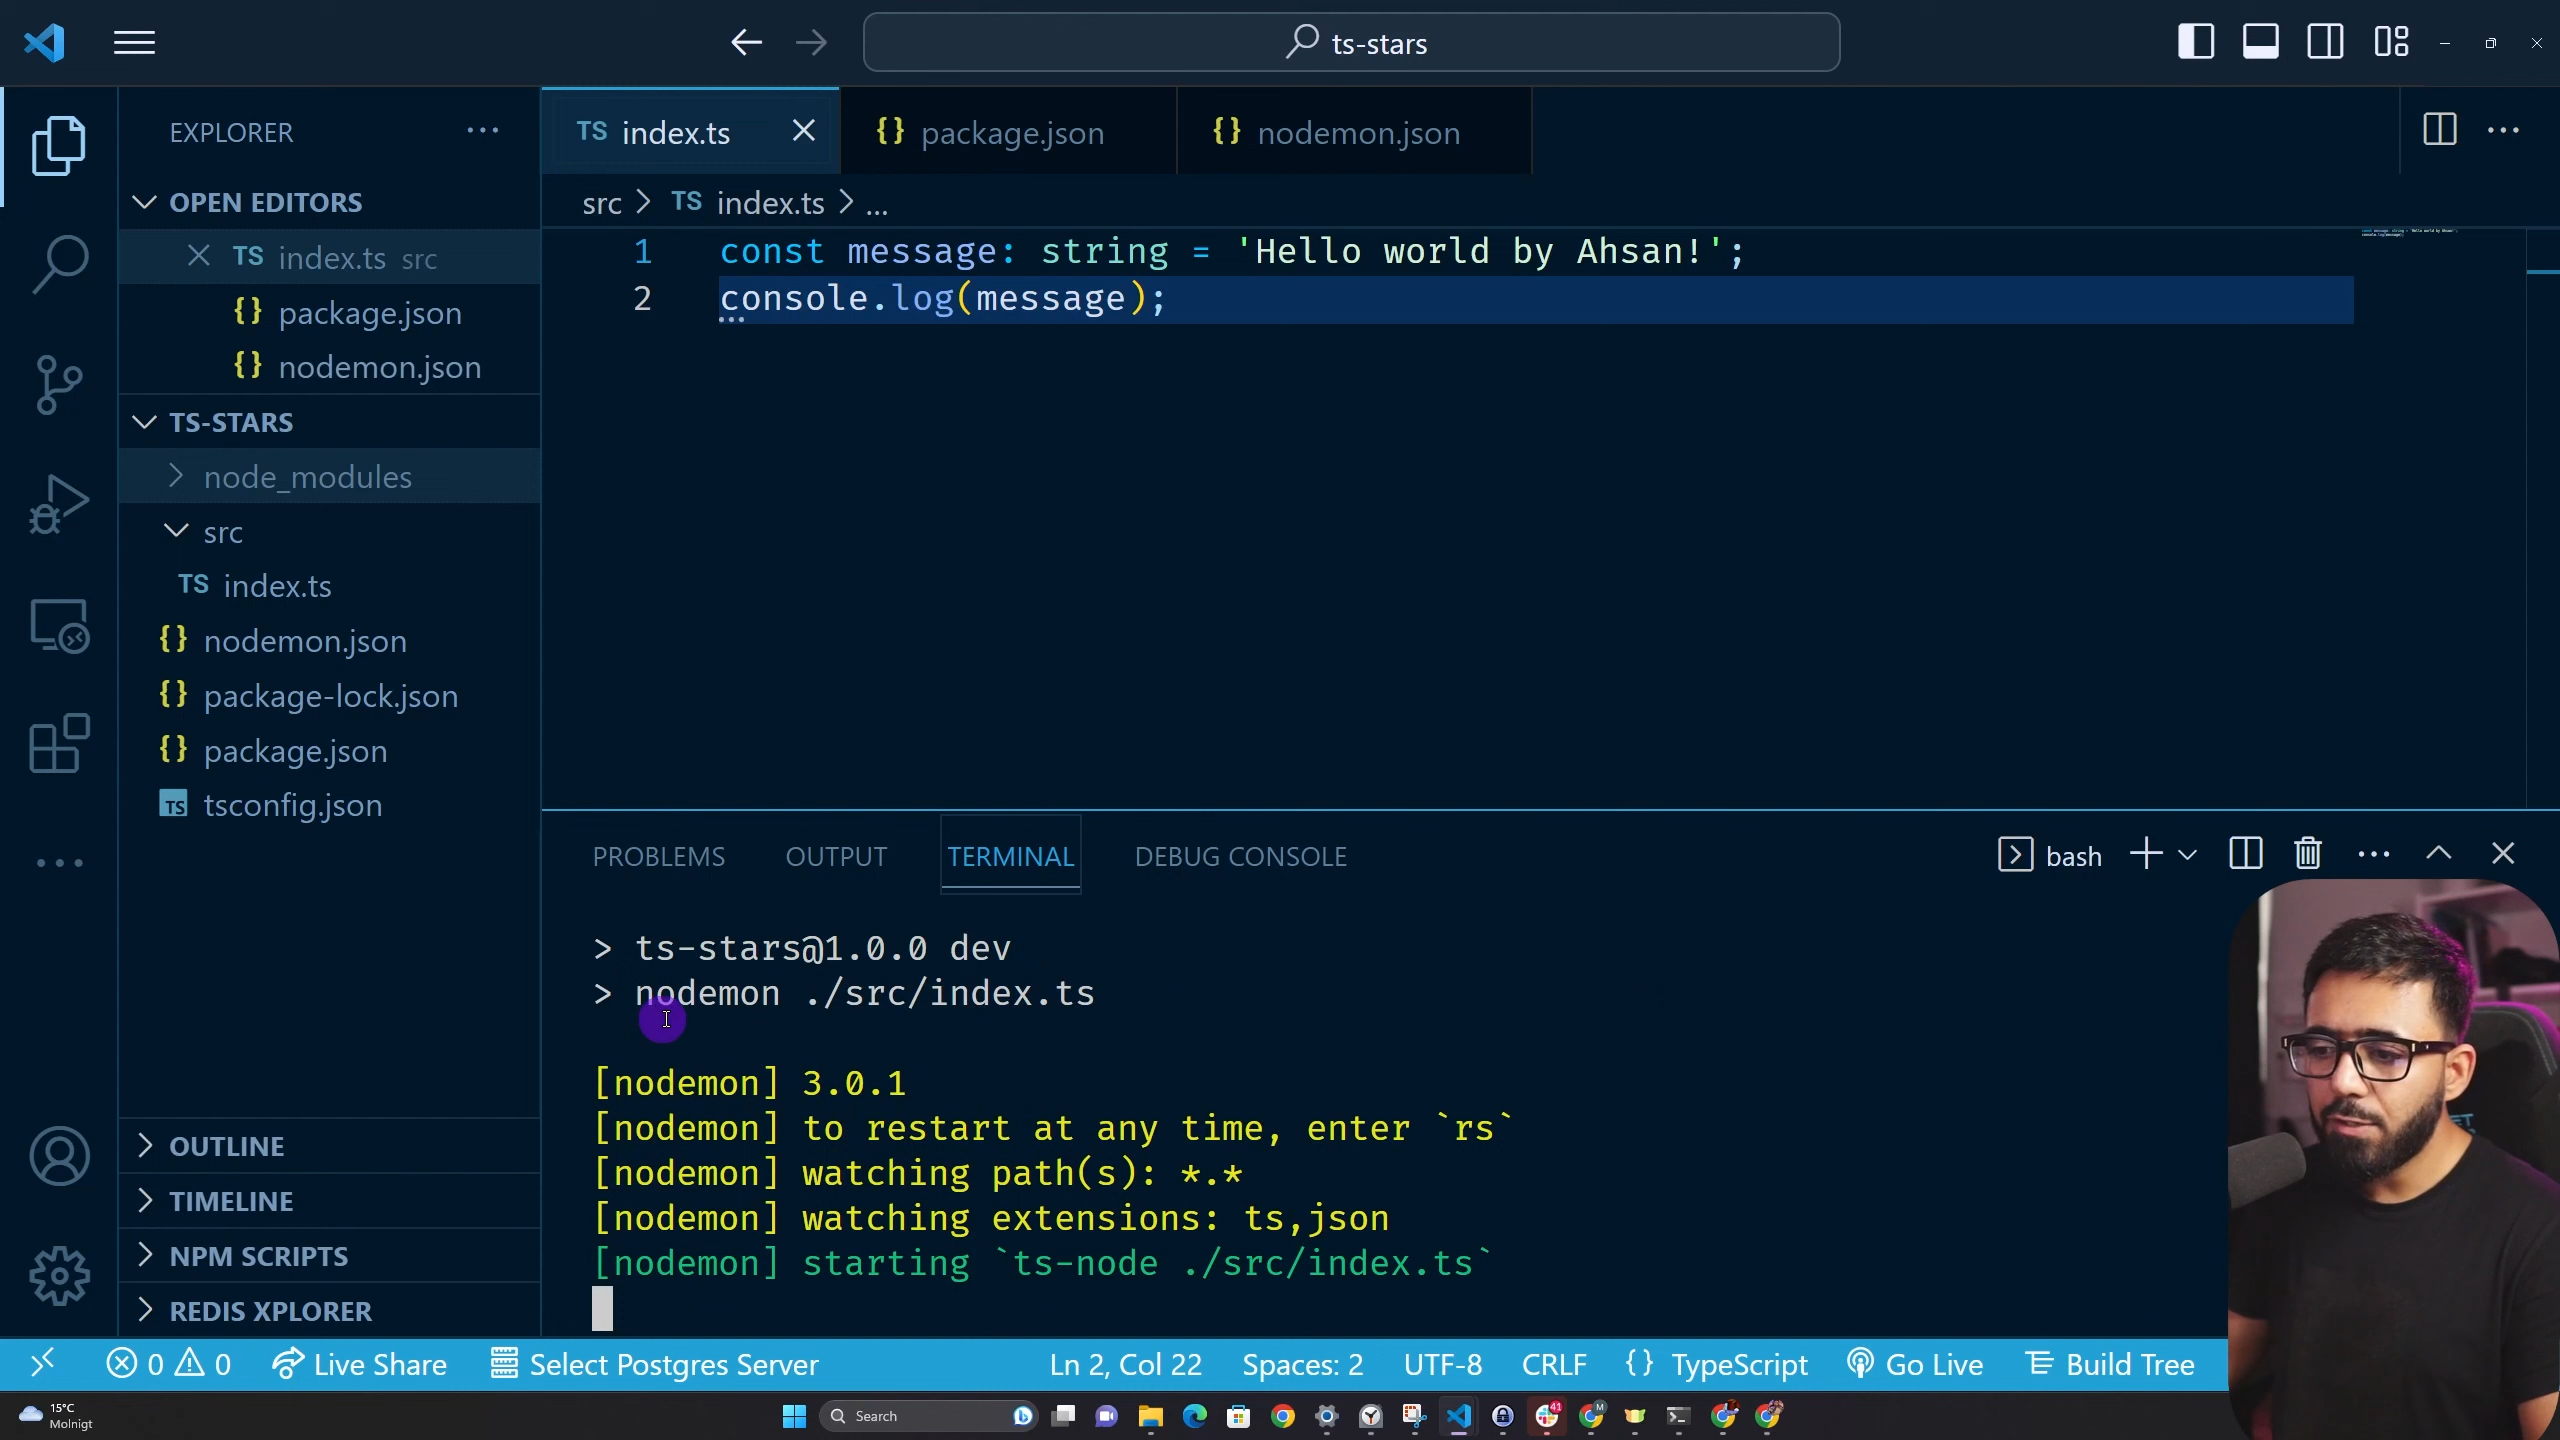 ts-stars
EXPLORER
TS index.ts
{} package.json
{} nodemon.json
src > TS index.ts > ...
OPEN EDITORS
TS index.ts src
{} package.json
{} nodemon.json
TS-STARS
node_modules
src
TS index.ts
{} nodemon.json
{} package-lock.json
{} package.json
TS tsconfig.json
OUTLINE
TIMELINE
NPM SCRIPTS
REDIS XPLORER
1 const message: string = 'Hello world by Ahsan!';
2 console.log(message);
PROBLEMS OUTPUT TERMINAL DEBUG CONSOLE
bash
> ts-stars@1.0.0 dev
> nodemon ./src/index.ts
[nodemon] 3.0.1
[nodemon] to restart at any time, enter `rs`
[nodemon] watching path(s): *.*
[nodemon] watching extensions: ts,json
[nodemon] starting `ts-node ./src/index.ts`
0 0 Live Share Select Postgres Server Ln 2, Col 22 Spaces: 2 UTF-8 CRLF {} TypeScript Go Live Build Tree
15°C
Molnigt
Search
41
M